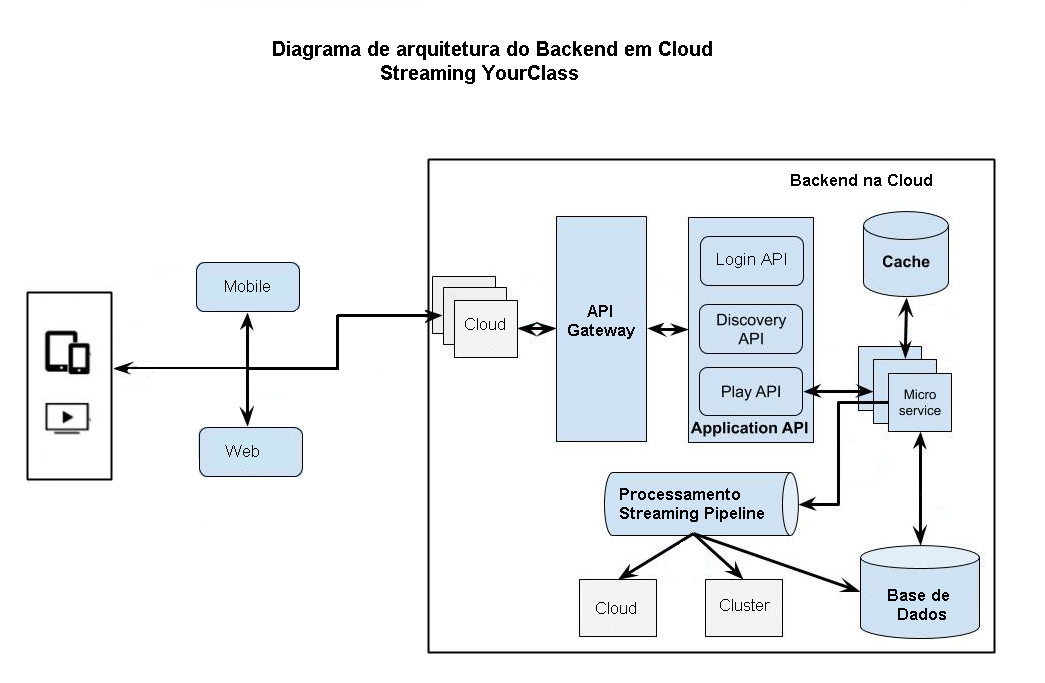 Diagrama de arquitetura do Backend em Cloud
Streaming YourClass
Backend na Cloud
Mobile
Web
Cloud
API
Gateway
Login API
Discovery
API
Play API
Application API
Cache
Micro
service
Processamento
Streaming Pipeline
Cloud
Cluster
Base de
Dados